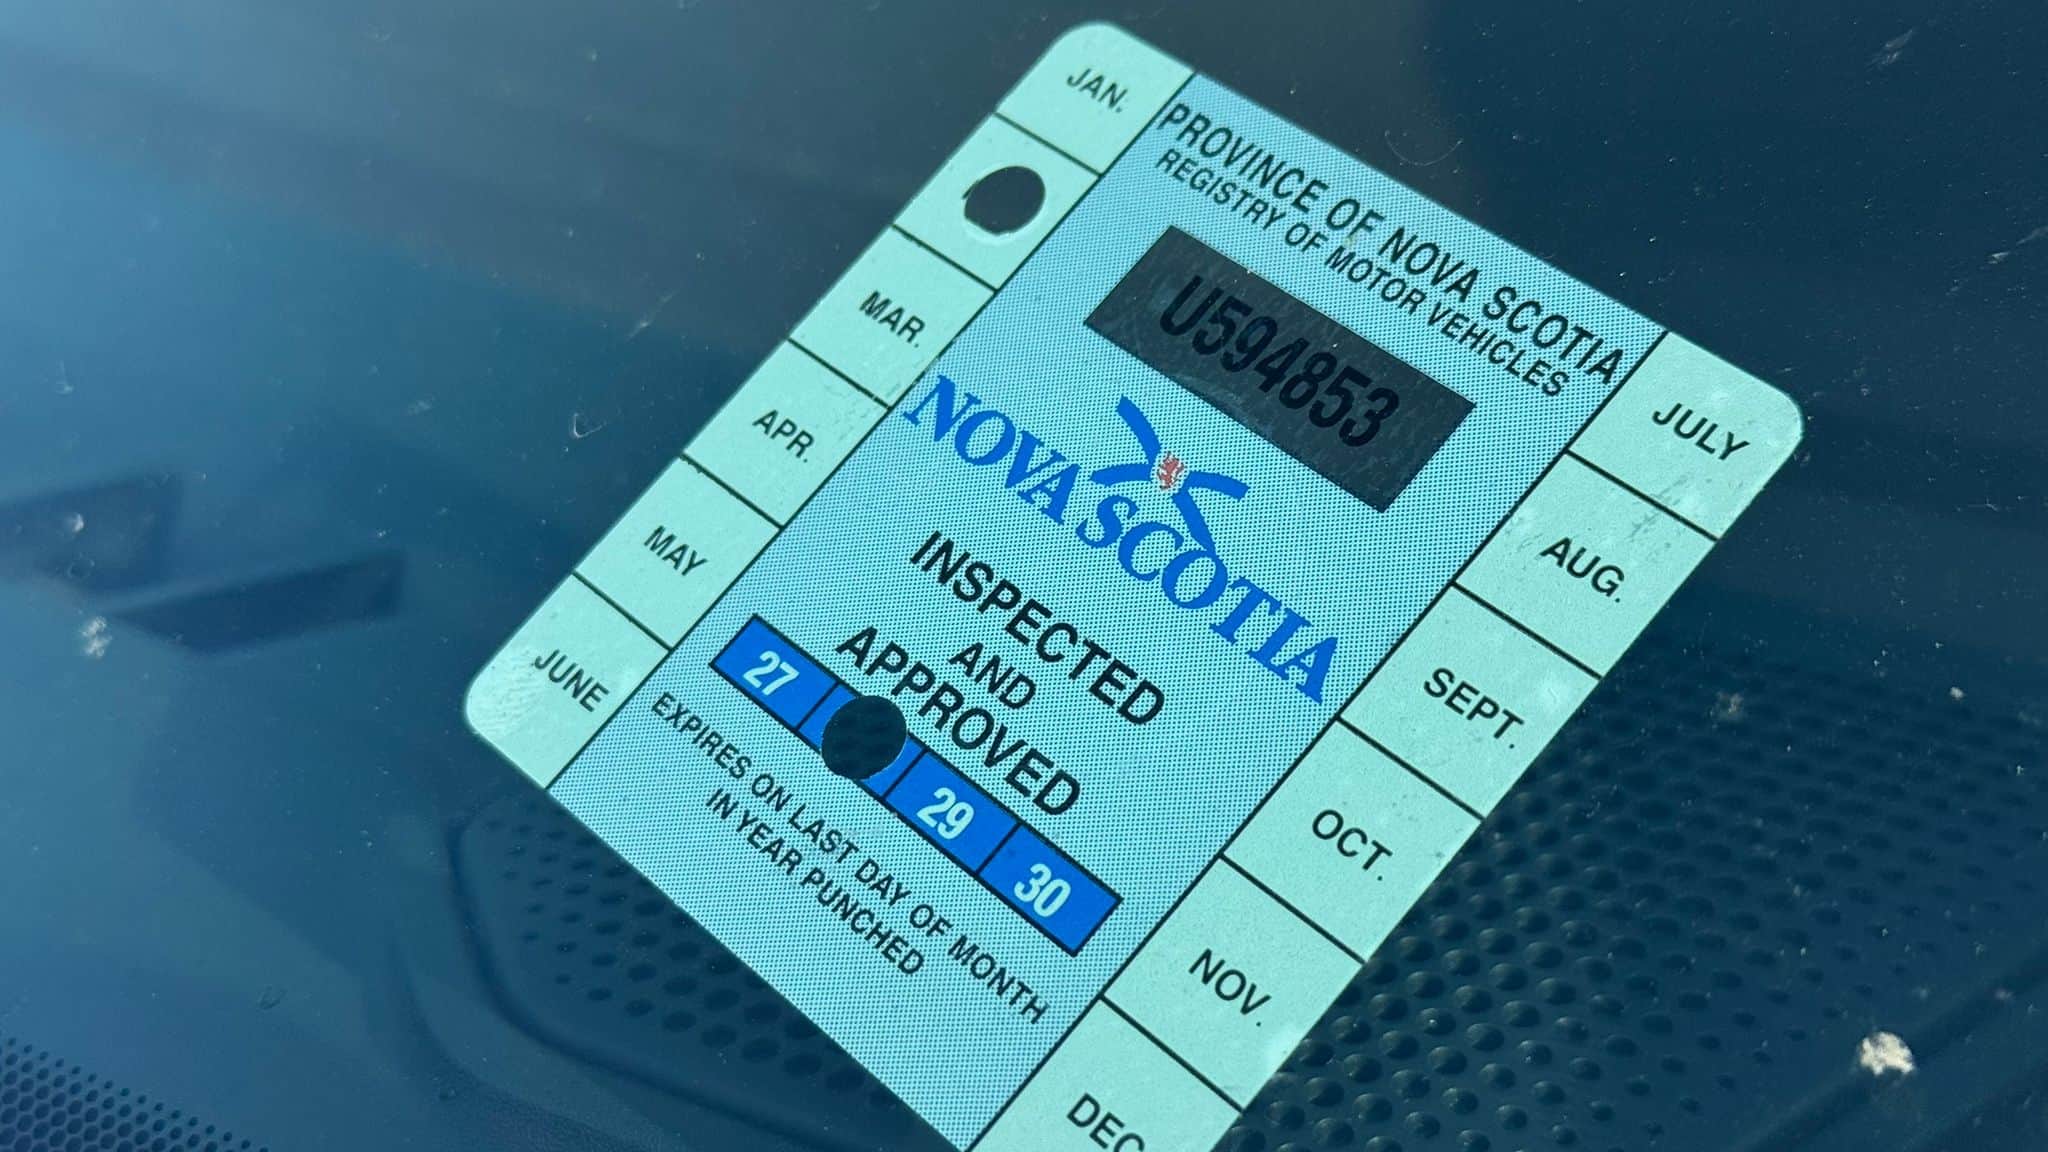 PROVINCE OF NOVA SCOTIA
REGISTRY OF MOTOR VEHICLES
U594853
NOVA SCOTIA
INSPECTED
AND
APPROVED
27
29
30
EXPIRES ON LAST DAY OF MONTH
IN YEAR PUNCHED
JAN.
MAR.
APR.
MAY
JUNE
JULY
AUG.
SEPT.
OCT.
NOV.
DEC